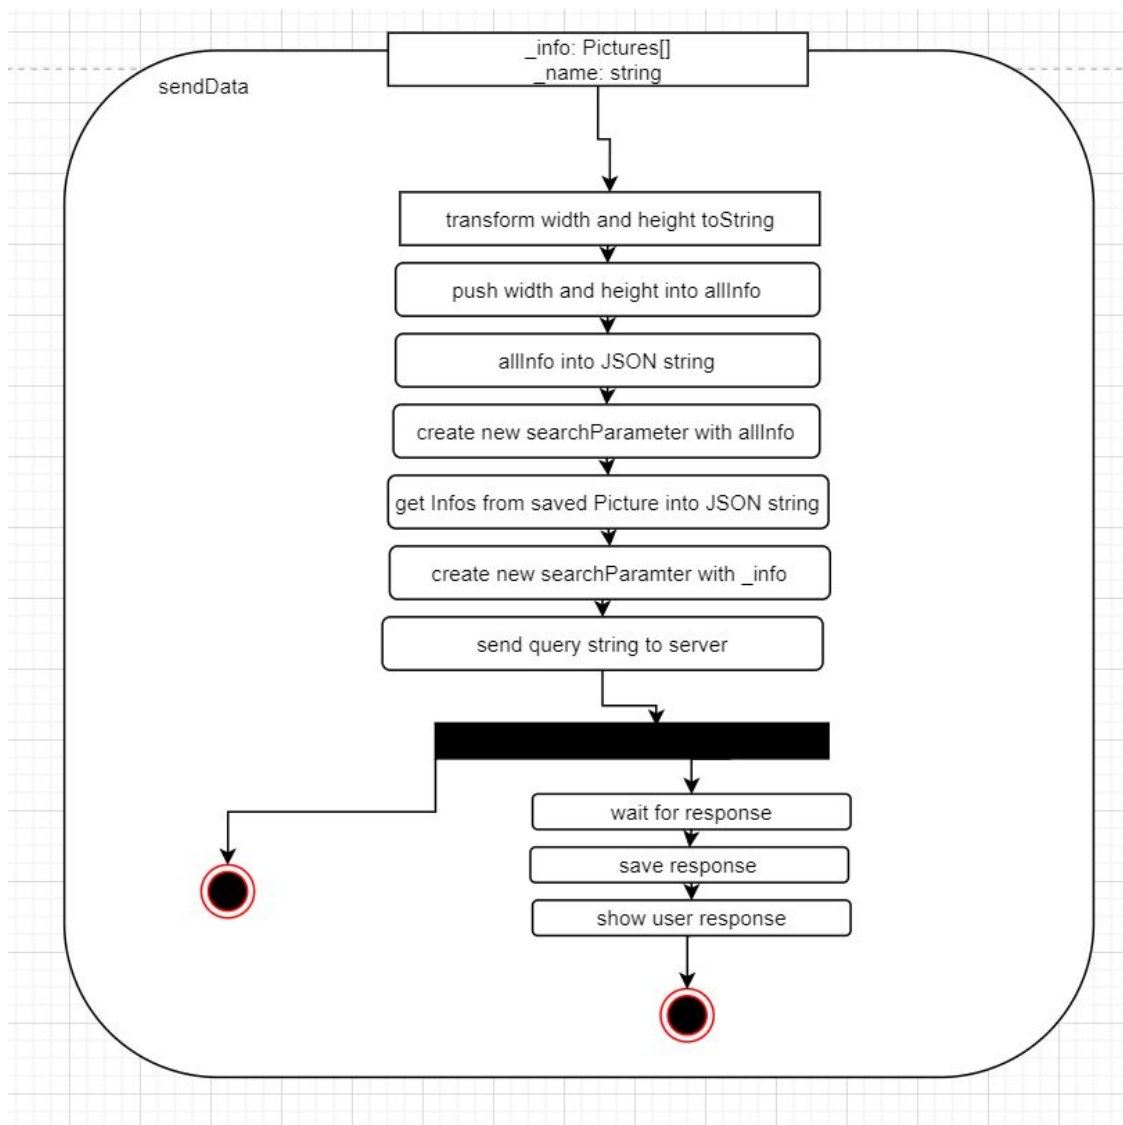 _info: Pictures[]
_name: string
sendData
transform width and height toString
push width and height into allInfo
allInfo into JSON string
create new searchParameter with allInfo
get Infos from saved Picture into JSON string
create new searchParamter with _info
send query string to server
wait for response
save response
show user response